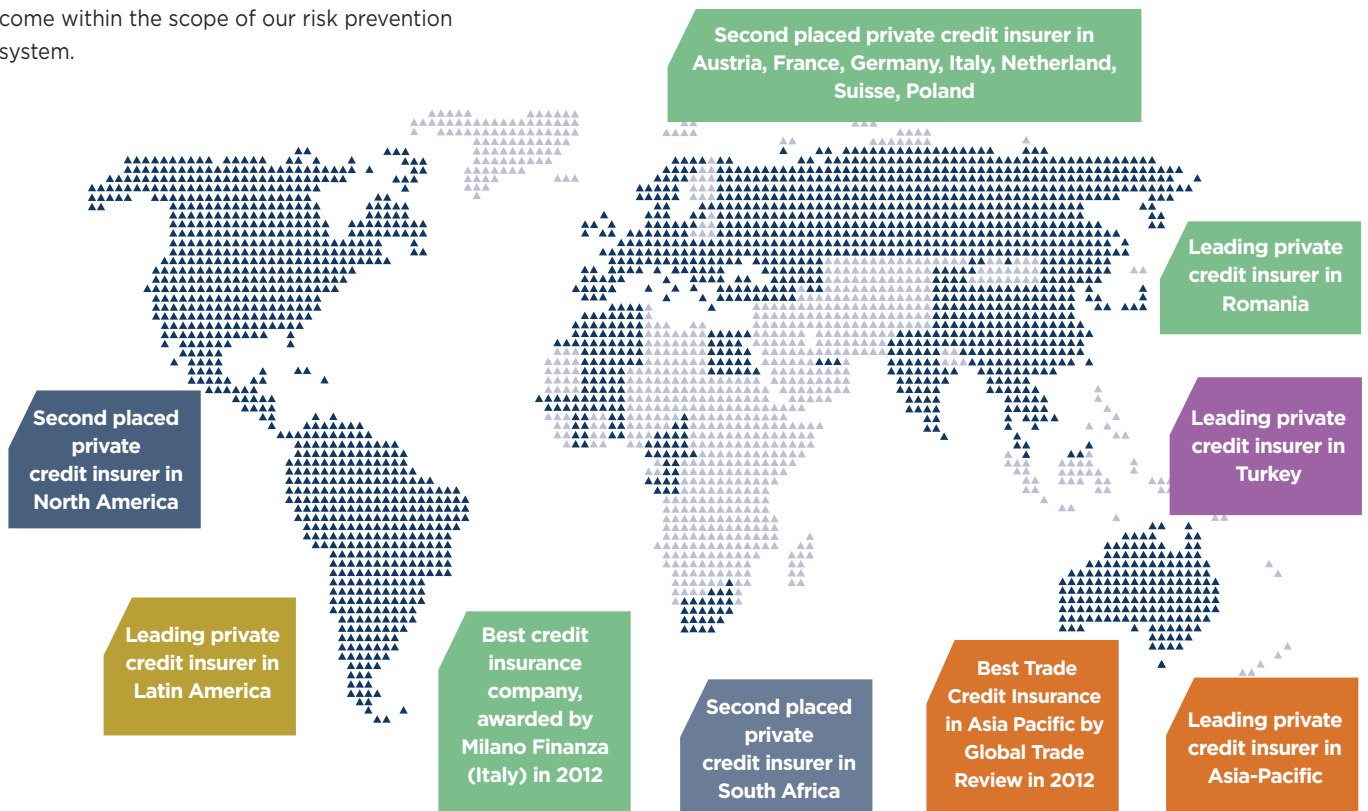 come within the scope of our risk prevention
system.
Second placed private credit insurer in
Austria, France, Germany, Italy, Netherland,
Suisse, Poland
Leading private
credit insurer in
Romania
Second placed
private
credit insurer in
North America
Leading private
credit insurer in
Turkey
Leading private
credit insurer in
Latin America
Best credit
insurance
company,
awarded by
Milano Finanza
(Italy) in 2012
Second placed
private
credit insurer in
South Africa
Best Trade
Credit Insurance
in Asia Pacific by
Global Trade
Review in 2012
Leading private
credit insurer in
Asia-Pacific